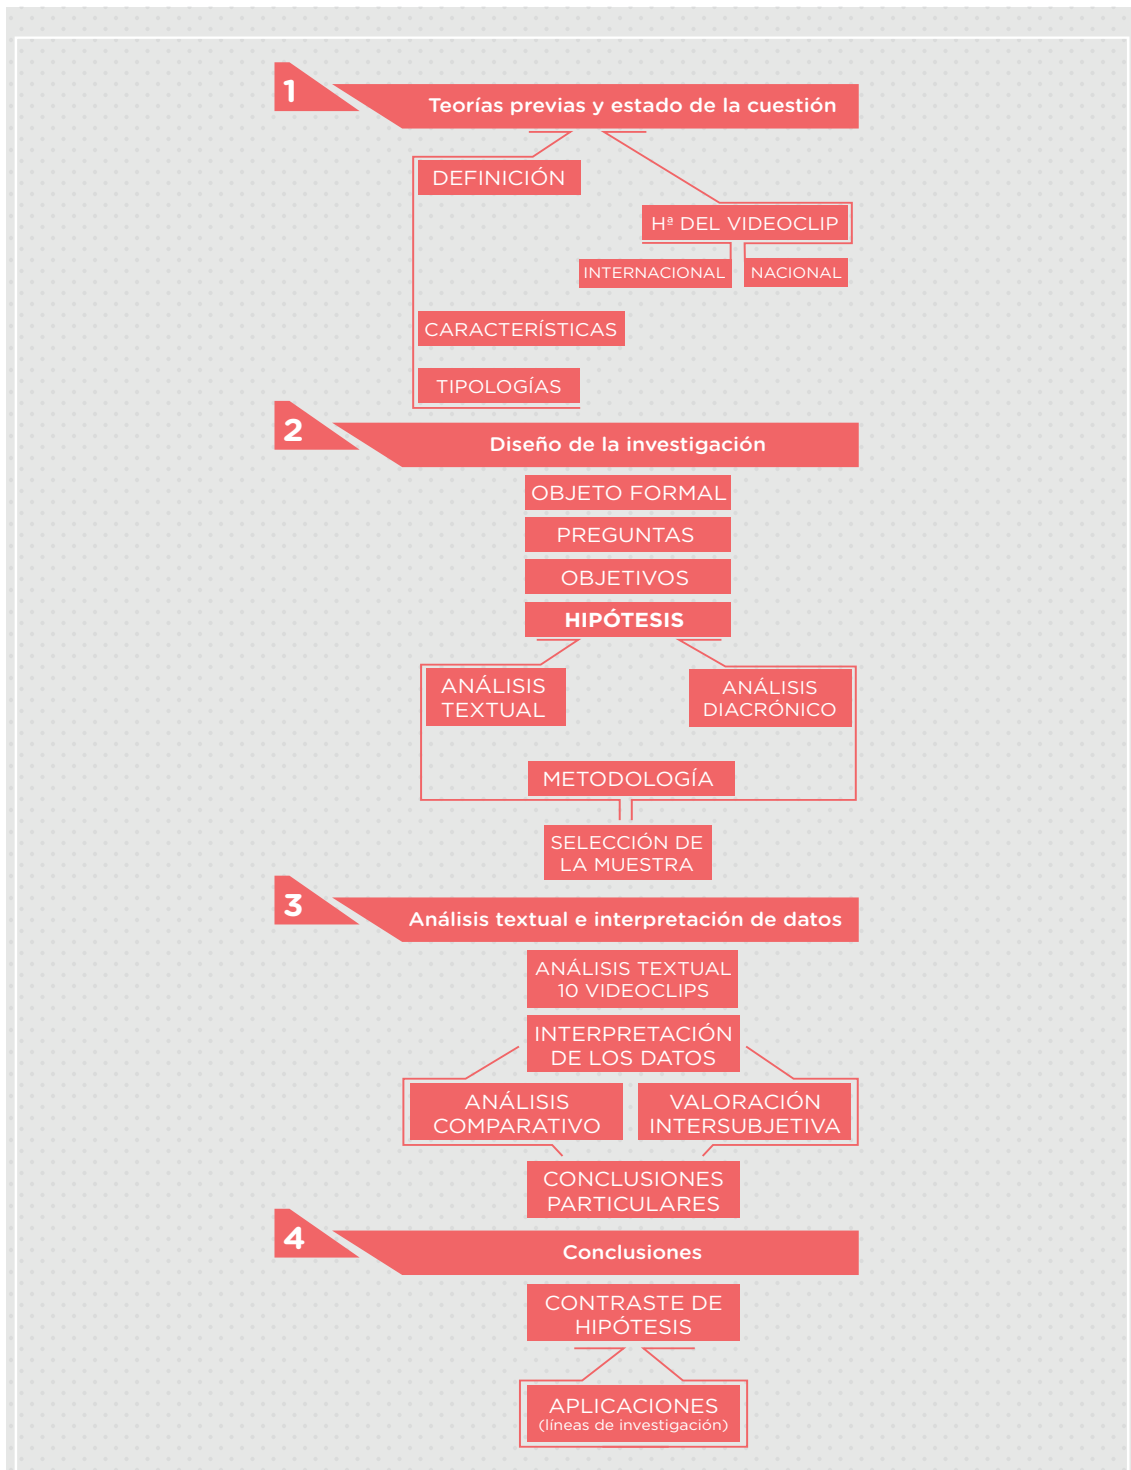 1
Teorías previas y estado de la cuestión
DEFINICIÓN
Hª DEL VIDEOCLIP
INTERNACIONAL
NACIONAL
CARACTERÍSTICAS
TIPOLOGÍAS
2
Diseño de la investigación
OBJETO FORMAL
PREGUNTAS
OBJETIVOS
HIPÓTESIS
ANÁLISIS
TEXTUAL
ANÁLISIS
DIACRÓNICO
METODOLOGÍA
SELECCIÓN DE
LA MUESTRA
3
Análisis textual e interpretación de datos
ANÁLISIS TEXTUAL
10 VIDEOCLIPS
INTERPRETACIÓN
DE LOS DATOS
ANÁLISIS
COMPARATIVO
VALORACIÓN
INTERSUBJETIVA
CONCLUSIONES
PARTICULARES
4
Conclusiones
CONTRASTE DE
HIPÓTESIS
APLICACIONES
(líneas de investigación)